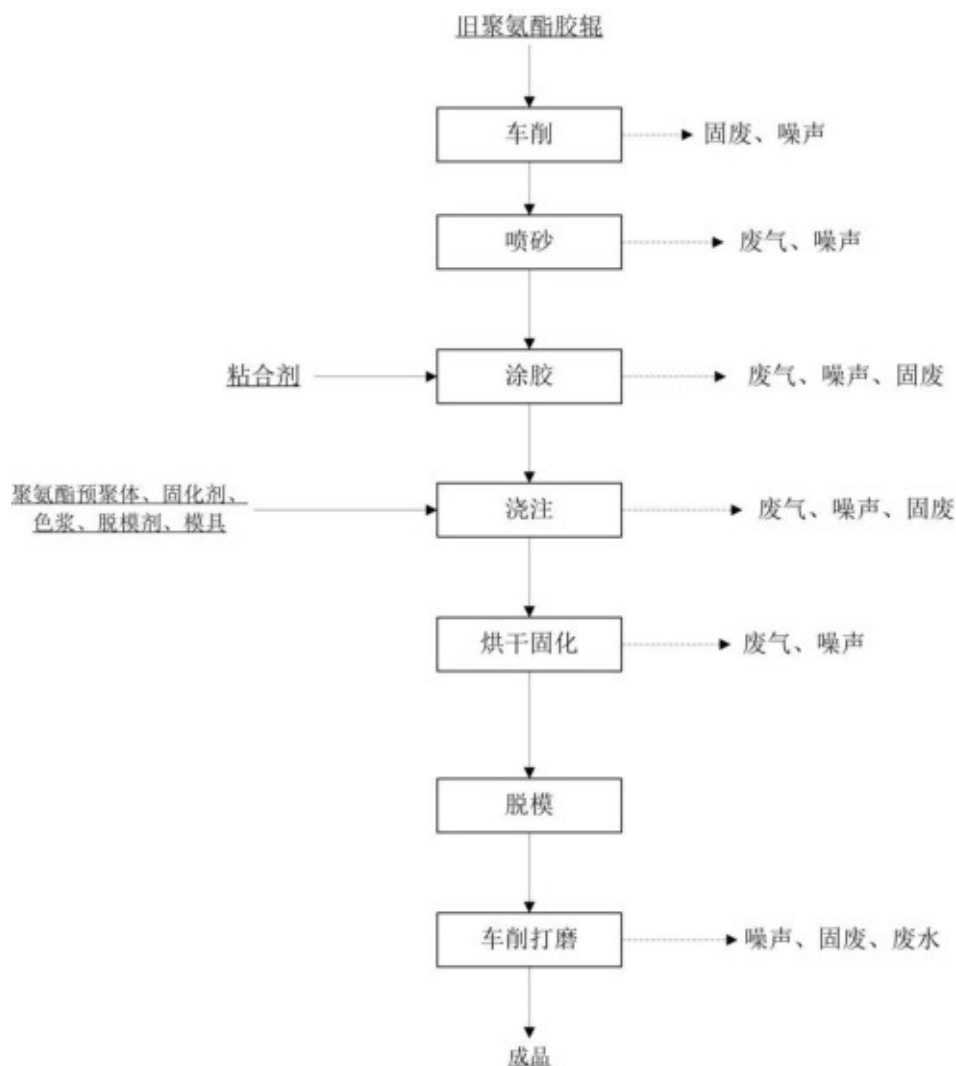 旧聚氨酯胶辊
车削
固废、噪声
喷砂
废气、噪声
粘合剂
涂胶
废气、噪声、固废
聚氨酯预聚体、固化剂、
色浆、脱模剂、模具
浇注
废气、噪声、固废
烘干固化
废气、噪声
脱模
车削打磨
噪声、固废、废水
成品